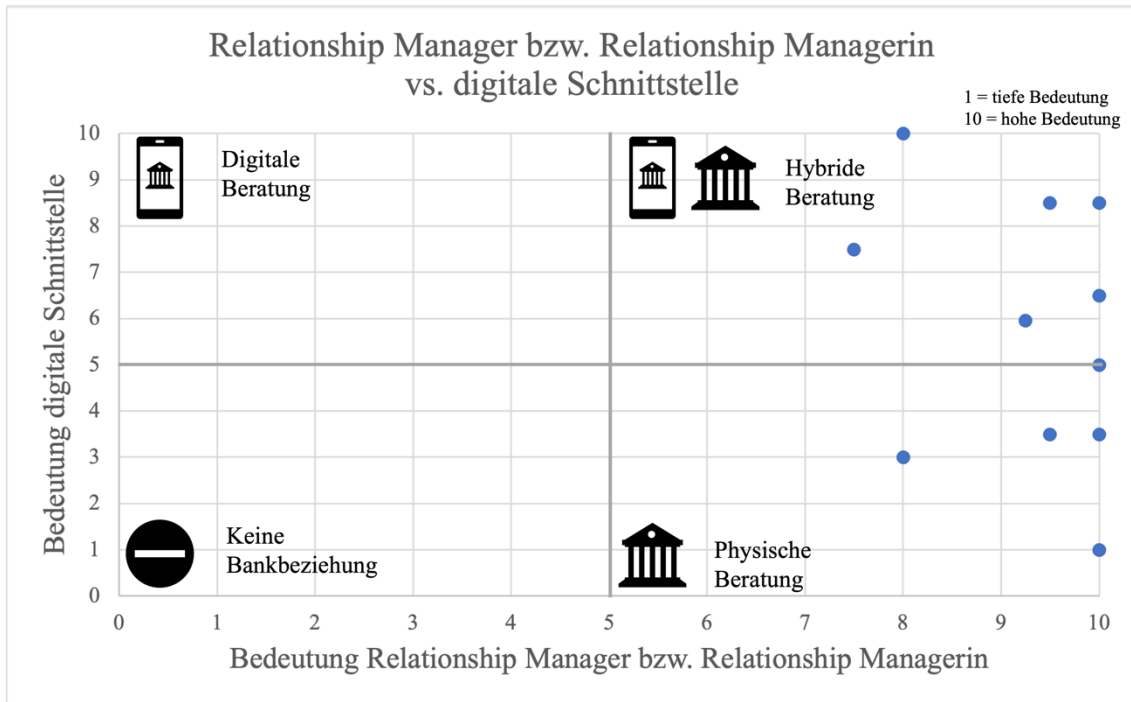 Relationship Manager bzw. Relationship Managerin
vs. digitale Schnittstelle
1 = tiefe Bedeutung
10 = hohe Bedeutung
Bedeutung digitale Schnittstelle
10
9
8
7
6
5
4
3
2
1
0
Digitale
Beratung
Hybride
Beratung
Keine
Bankbeziehung
Physische
Beratung
0 1 2 3 4 5 6 7 8 9 10
Bedeutung Relationship Manager bzw. Relationship Managerin